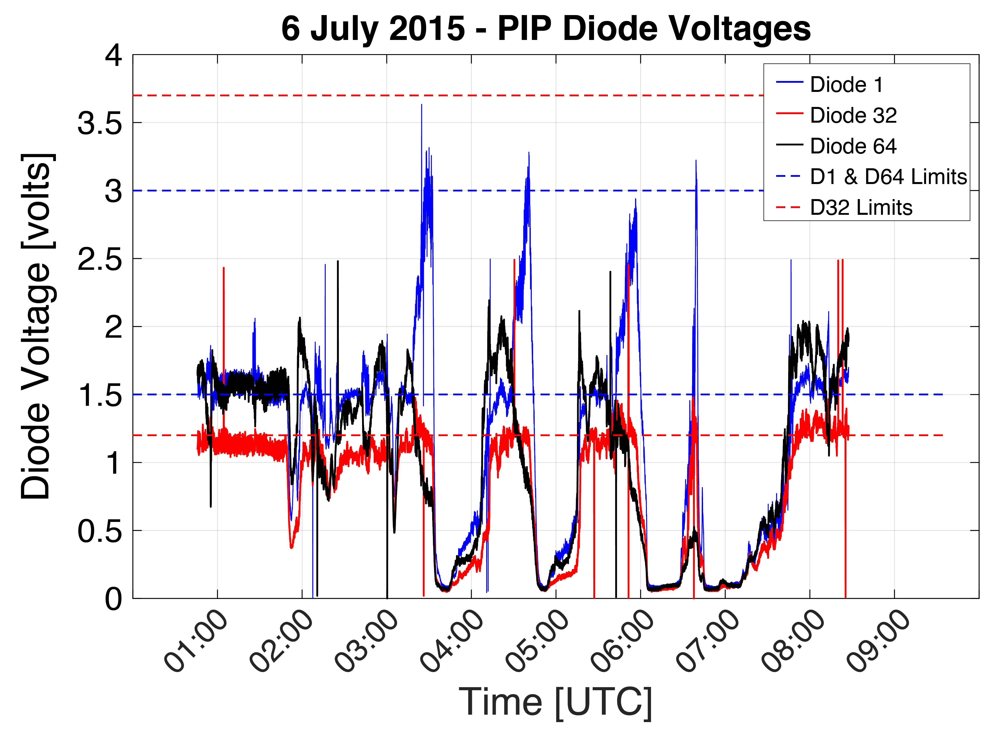 6 July 2015 - PIP Diode Voltages
Diode Voltage [volts]
4
3.5
3
2.5
2
1.5
1
0.5
0
Diode 1
Diode 32
Diode 64
D1 & D64 Limits
D32 Limits
01:00
02:00
03:00
04:00
05:00
06:00
07:00
08:00
09:00
Time [UTC]